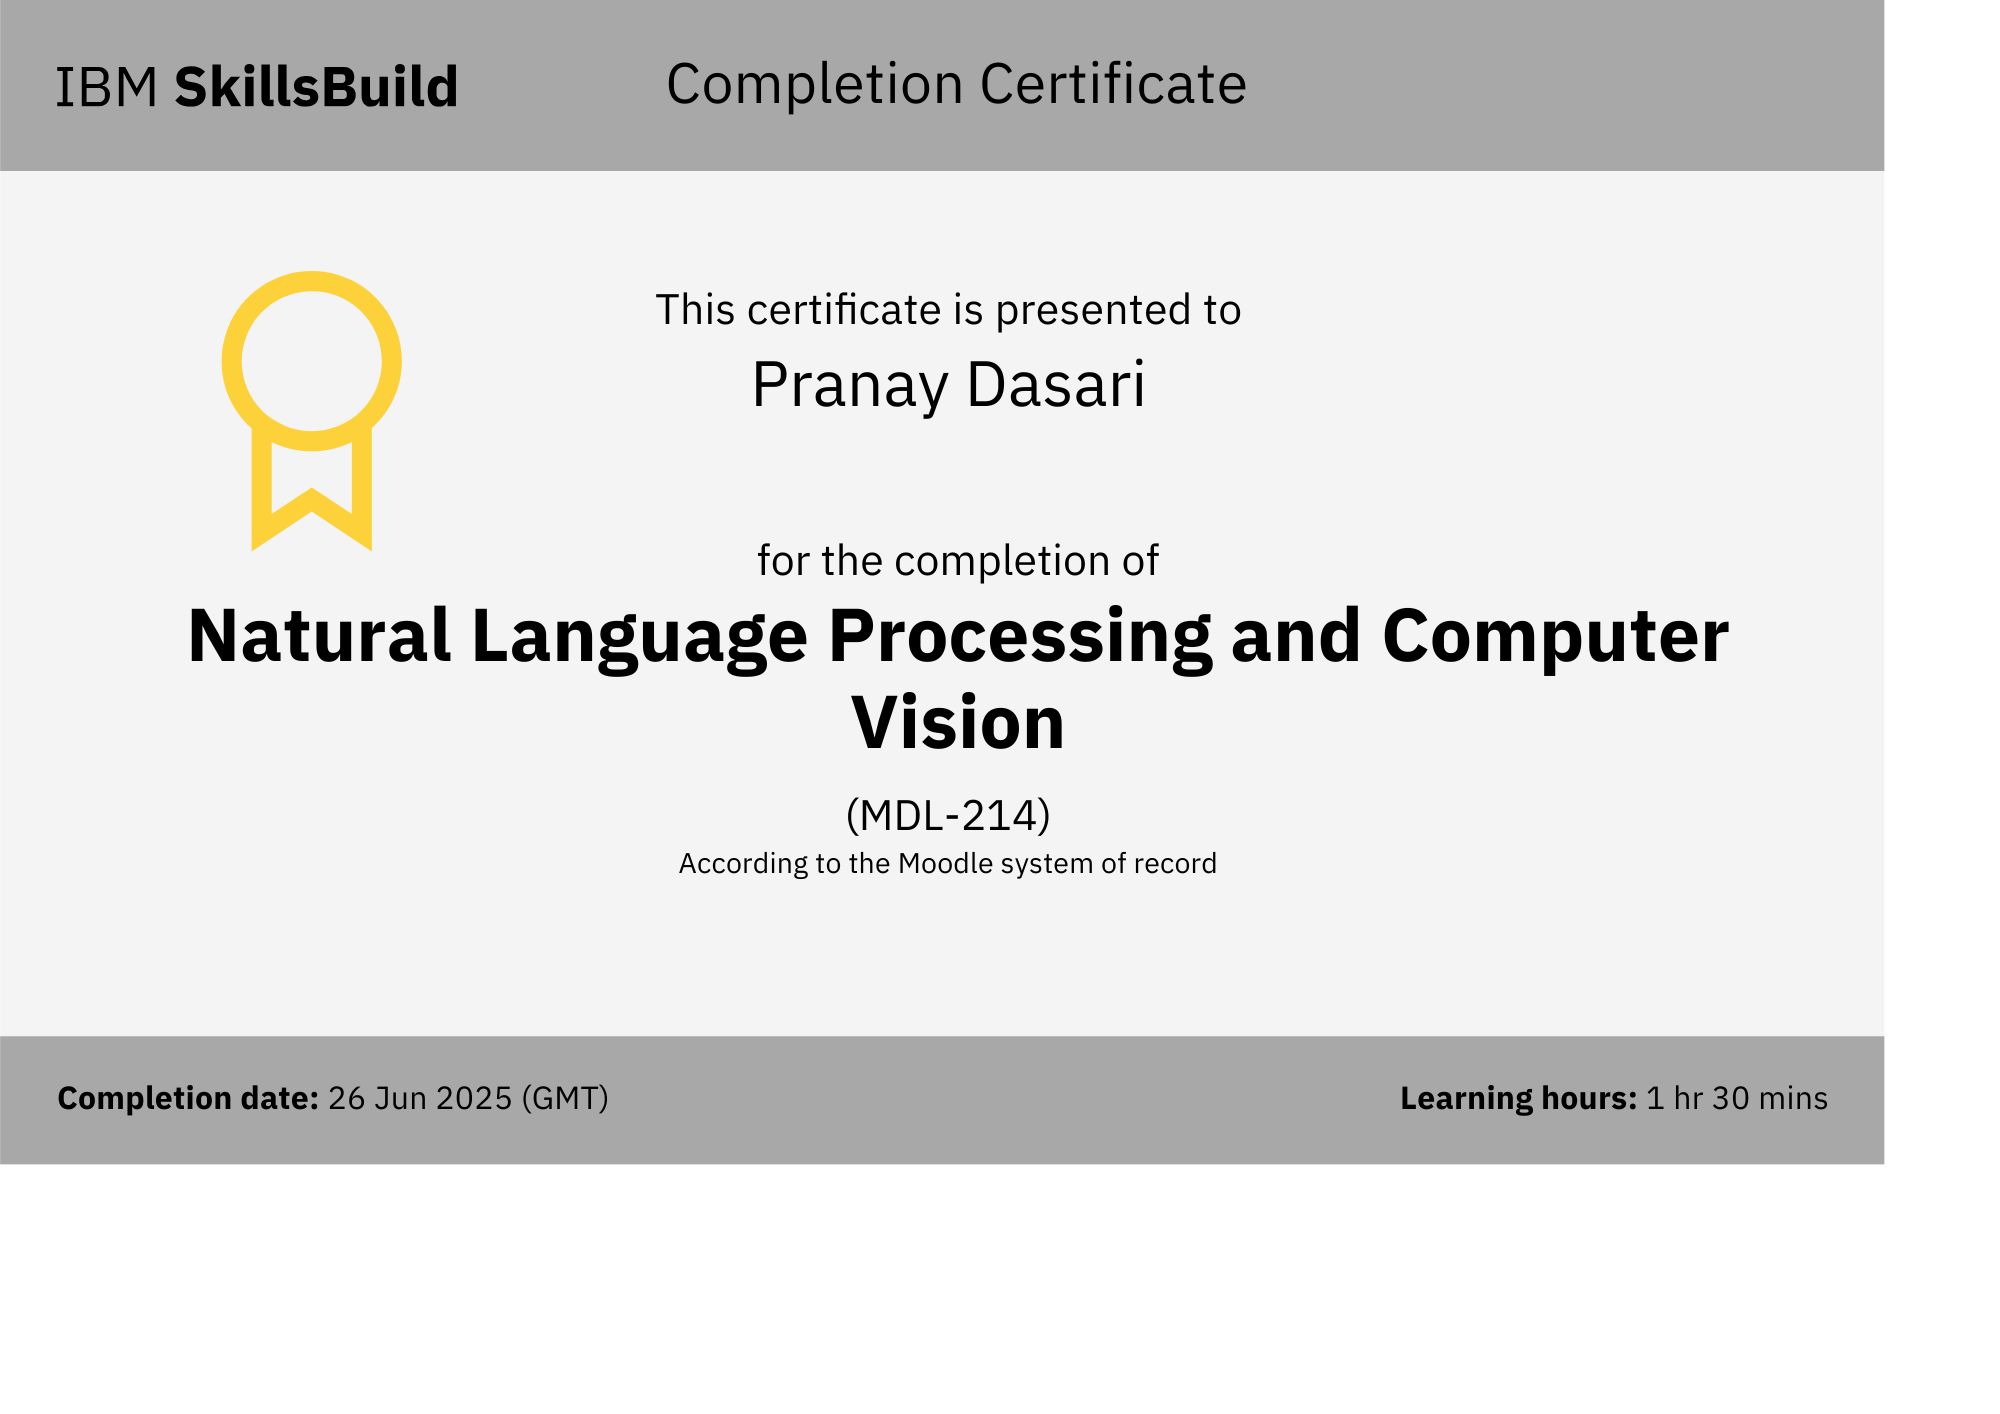 IBM SkillsBuild
Completion Certificate
This certificate is presented to
Pranay Dasari
for the completion of
Natural Language Processing and Computer
Vision
(MDL-214)
According to the Moodle system of record
Completion date: 26 Jun 2025 (GMT)
Learning hours: 1 hr 30 mins